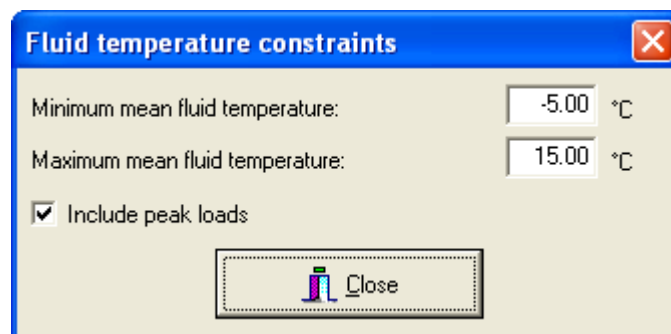 Fluid temperature constraints
Minimum mean fluid temperature: -5.00 °C
Maximum mean fluid temperature: 15.00 °C
Include peak loads
Close